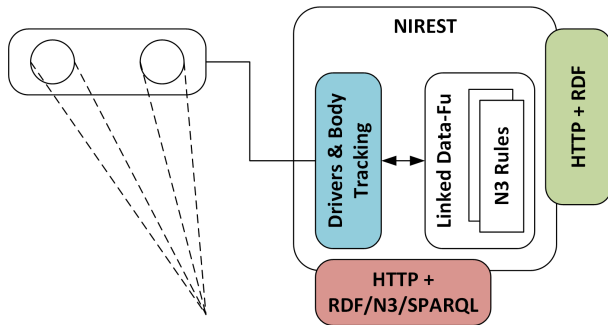 NIREST
Drivers & Body
Tracking
Linked Data-Fu
N3 Rules
HTTP + RDF
HTTP +
RDF/N3/SPARQL